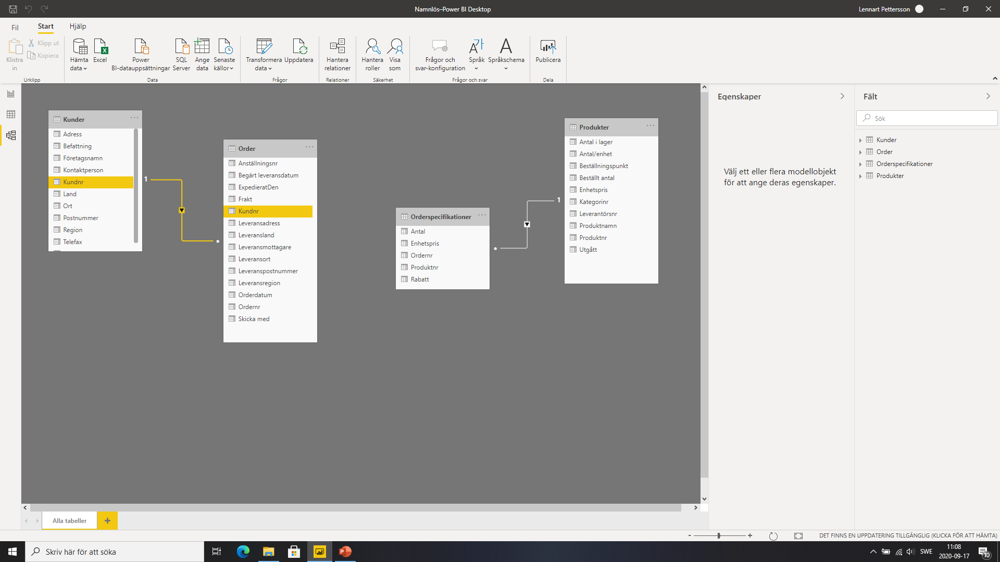 Namnlös–Power BI Desktop
Lennart Pettersson
Fil
Start
Hjälp
Klistra
in
Klipp ut
Kopiera
Urklipp
Hämta
data
Excel
Power
BI-datauppsättningar
SQL
Server
Ange
data
Senaste
källor
Data
Transformera
data
Uppdatera
Frågor
Hantera
relationer
Relationer
Hantera
roller
Visa
som
Säkerhet
Frågor och
svar-konfiguration
Språk
Språkschema
Frågor och svar
Publicera
Dela
Kunder
Adress
Befattning
Företagsnamn
Kontaktperson
Kundnr
Land
Ort
Postnummer
Region
Telefax
1
*
Order
Anställningsnr
Begärt leveransdatum
ExpedieratDen
Frakt
Kundnr
Leveransadress
Leveransland
Leveransmottagare
Leveransort
Leveranspostnummer
Leveransregion
Orderdatum
Ordernr
Skicka med
Orderspecifikationer
Antal
Enhetspris
Ordernr
Produktnr
Rabatt
*
1
Produkter
Antal i lager
Antal/enhet
Beställningspunkt
Beställt antal
Enhetspris
Kategorinr
Leverantörsnr
Produktnamn
Produktnr
Utgått
Egenskaper
Välj ett eller flera modellobjekt
för att ange deras egenskaper.
Fält
Sök
Kunder
Order
Orderspecifikationer
Produkter
Alla tabeller
+
- +
DET FINNS EN UPPDATERING TILLGÄNGLIG (KLICKA FÖR ATT HÄMTA)
Skriv här för att söka
SWE
11:08
2020-09-17
10